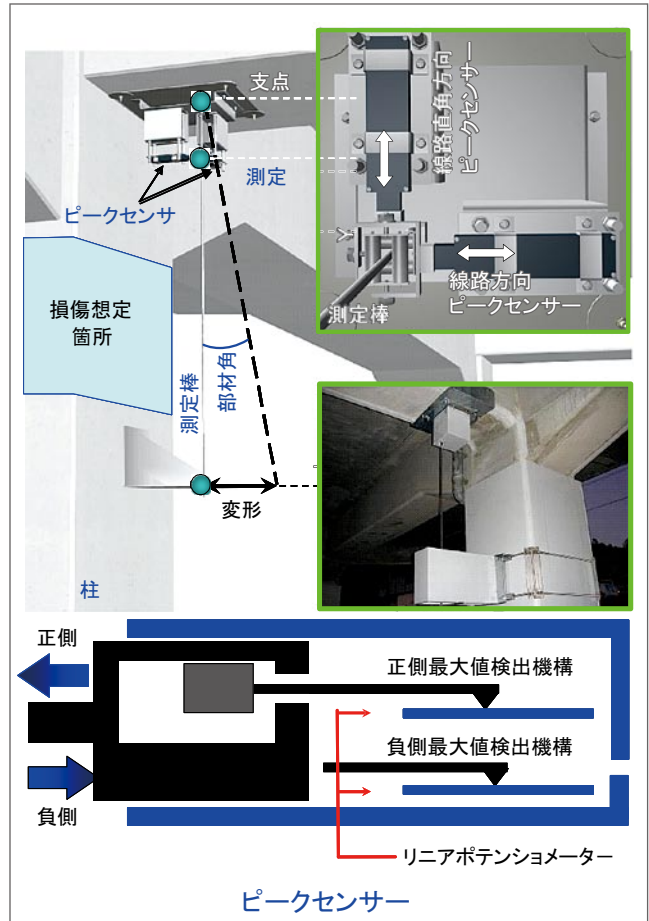 支点
測定
ピークセンサ
損傷想定
箇所
測定棒
部材角
変形
柱
線路直角方向
ピークセンサー
線路方向
ピークセンサー
測定棒
正側
負側
正側最大値検出機構
負側最大値検出機構
リニアポテンショメーター
ピークセンサー